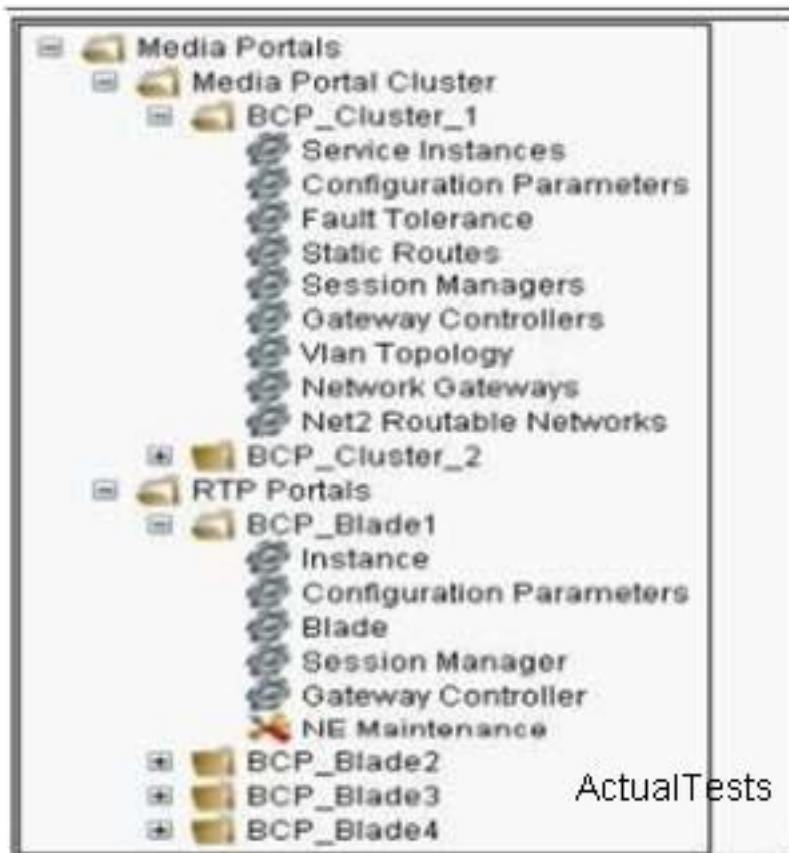 Media Portals
Media Portal Cluster
BCP_Cluster_1
Service Instances
Configuration Parameters
Fault Tolerance
Static Routes
Session Managers
Gateway Controllers
Vlan Topology
Network Gateways
Net2 Routable Networks
BCP_Cluster_2
RTP Portals
BCP_Blade1
Instance
Configuration Parameters
Blade
Session Manager
Gateway Controller
NE Maintenance
BCP_Blade2
BCP_Blade3
ActualTests
BCP_Blade4